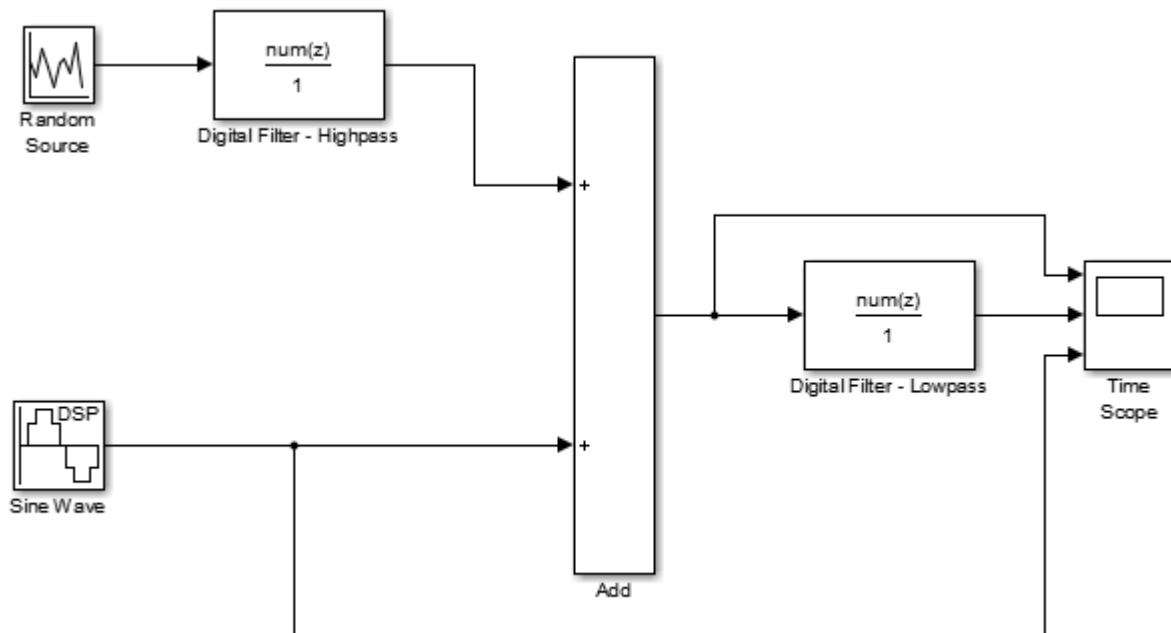 Random
Source
num(z)
1
Digital Filter - Highpass
+
+
Add
DSP
Sine Wave
num(z)
1
Digital Filter - Lowpass
Time
Scope